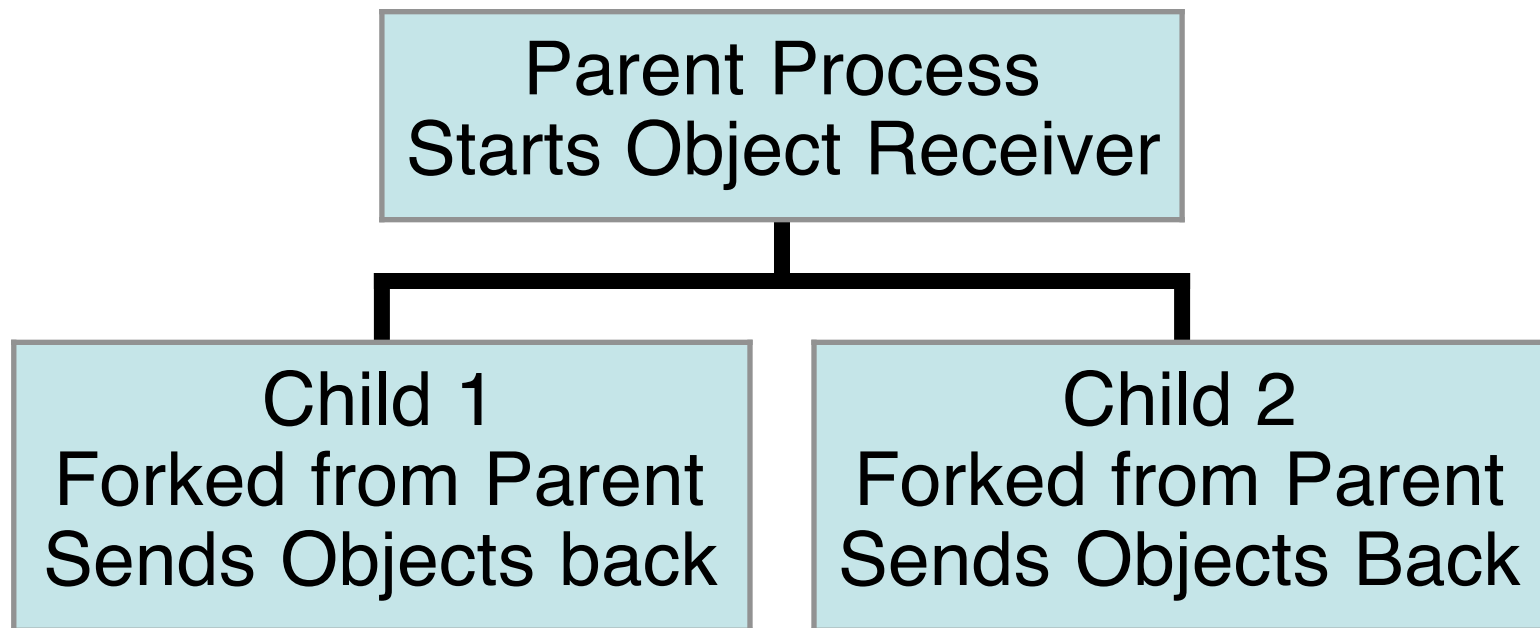 Parent Process
Starts Object Receiver
Child 1
Forked from Parent
Sends Objects back
Child 2
Forked from Parent
Sends Objects Back